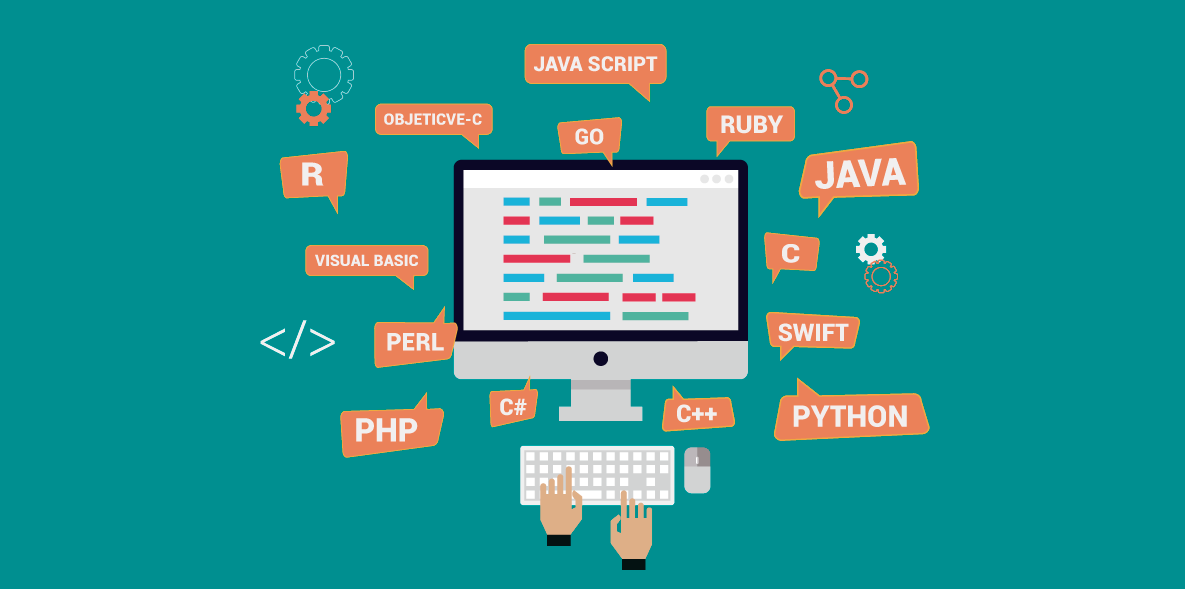 JAVA SCRIPT
OBJETICVE-C
GO
RUBY
R
JAVA
VISUAL BASIC
C
</>
PERL
SWIFT
C#
C++
PHP
PYTHON